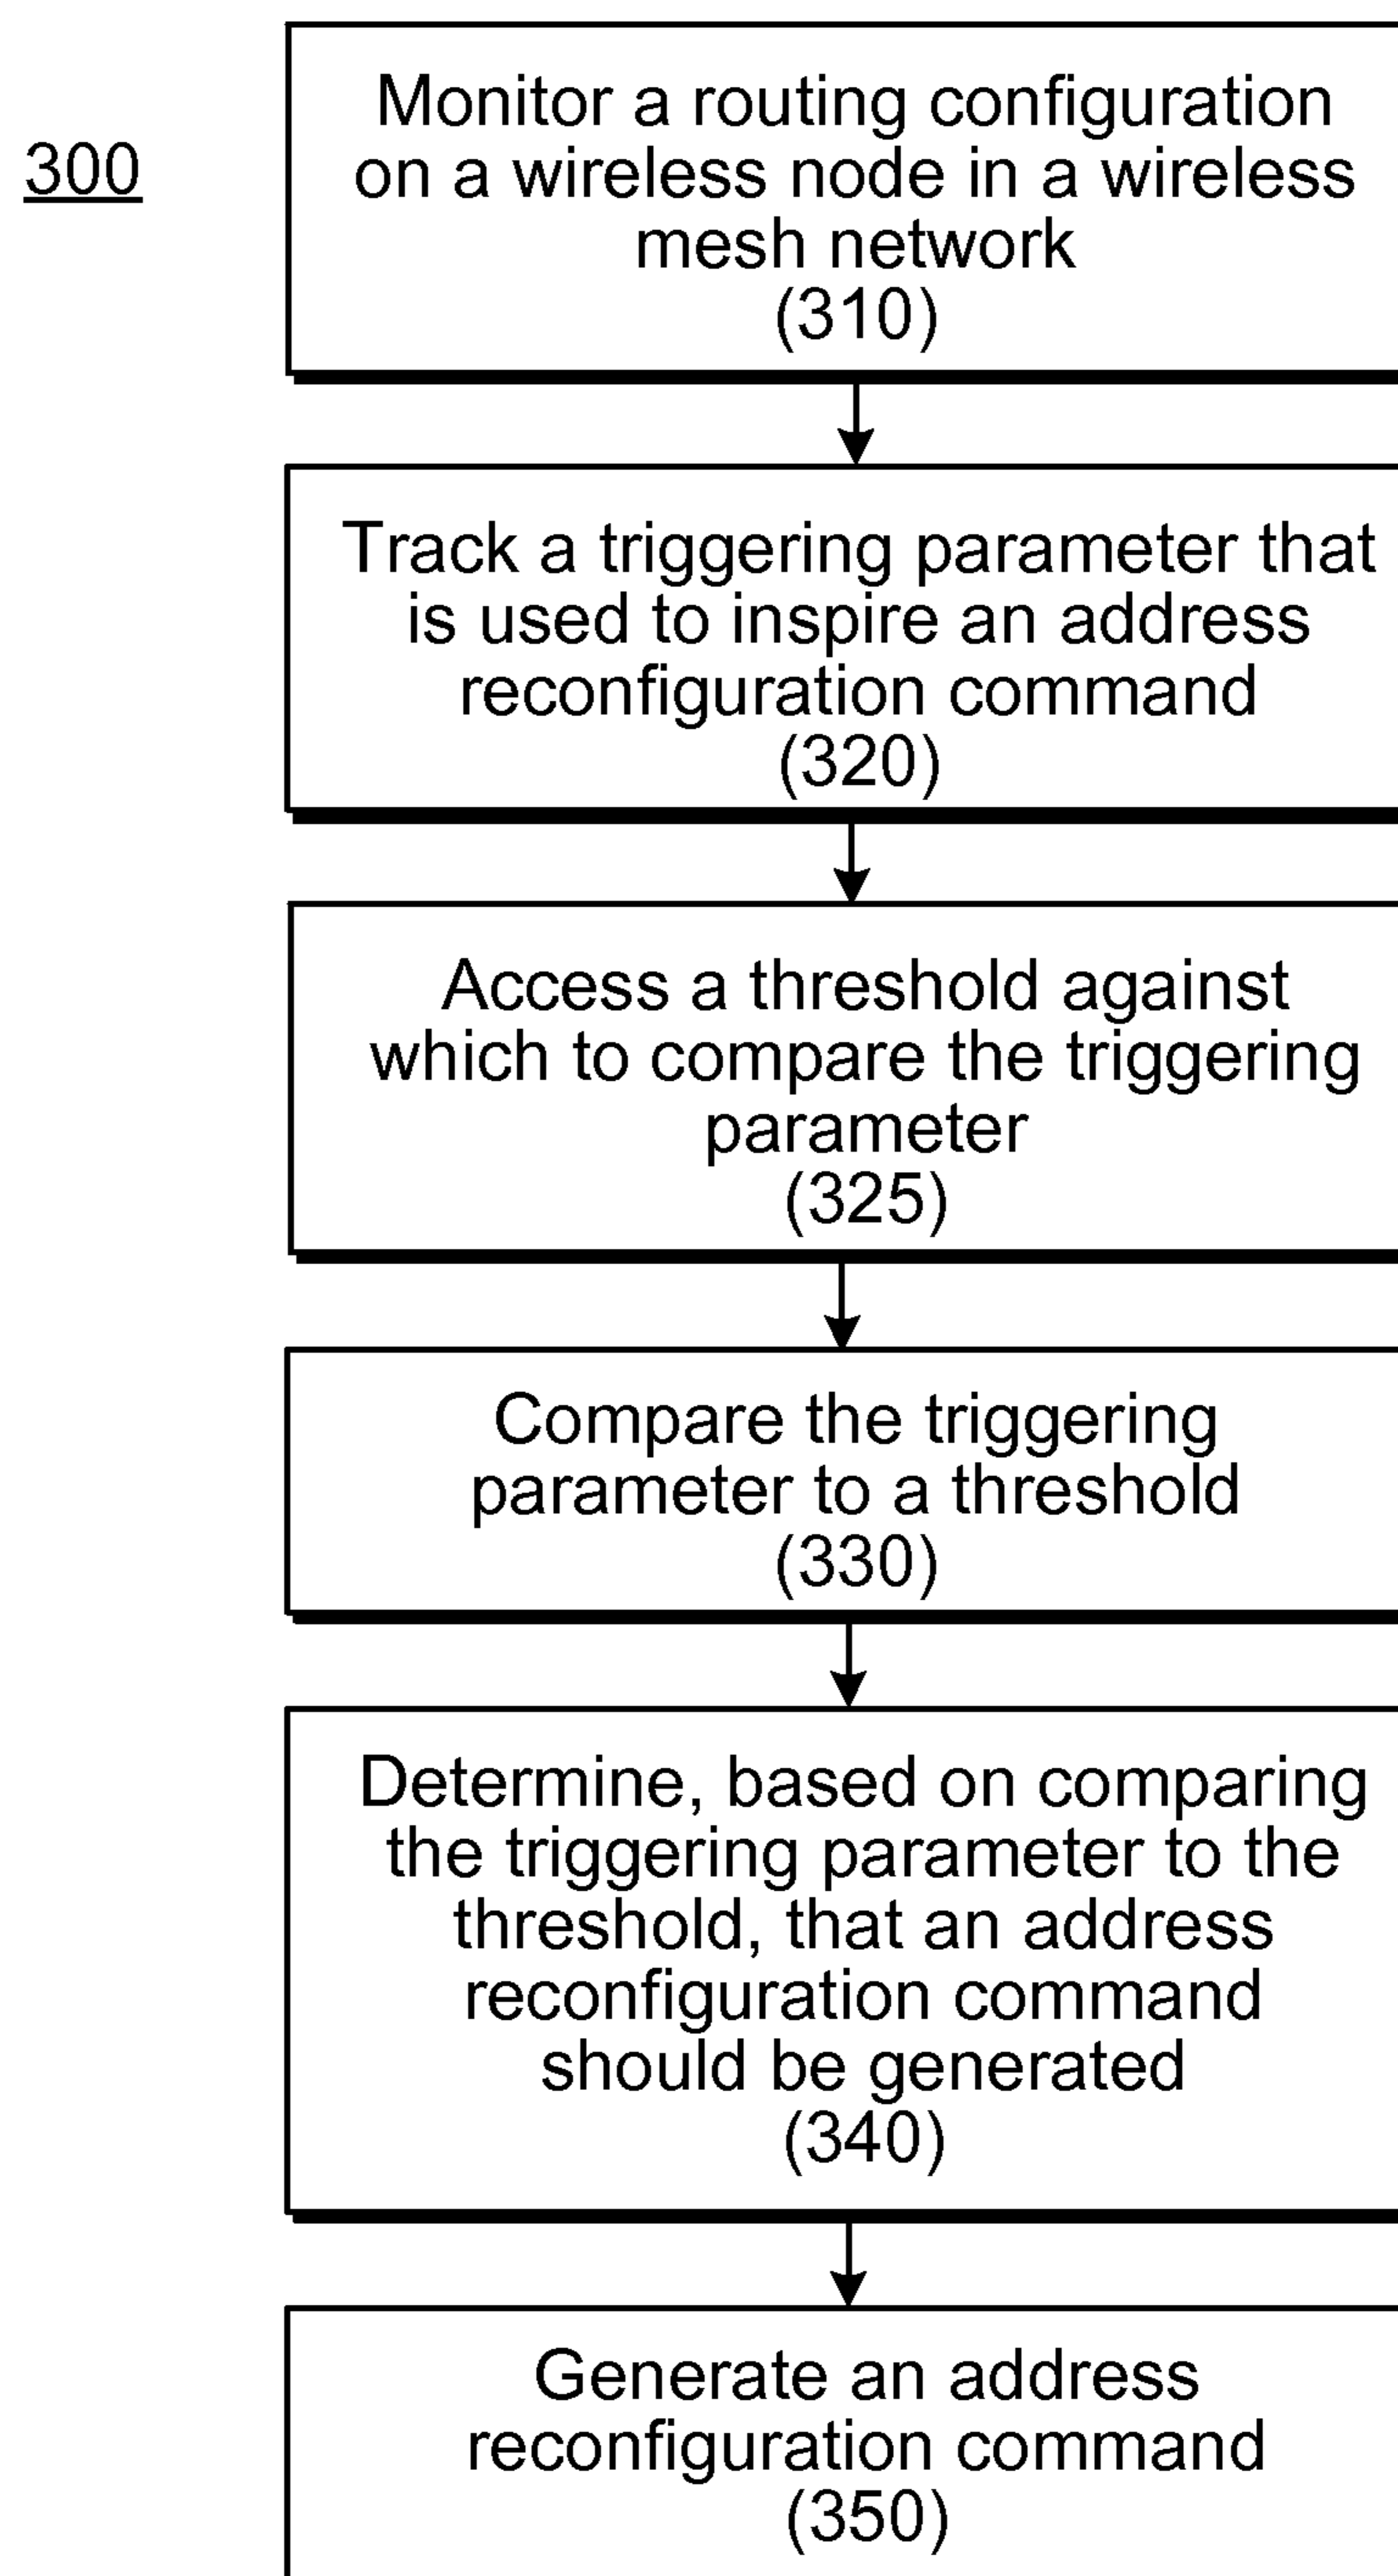 300
Monitor a routing configuration
on a wireless node in a wireless
mesh network
(310)
Track a triggering parameter that
is used to inspire an address
reconfiguration command
(320)
Access a threshold against
which to compare the triggering
parameter
(325)
Compare the triggering
parameter to a threshold
(330)
Determine, based on comparing
the triggering parameter to the
threshold, that an address
reconfiguration command
should be generated
(340)
Generate an address
reconfiguration command
(350)